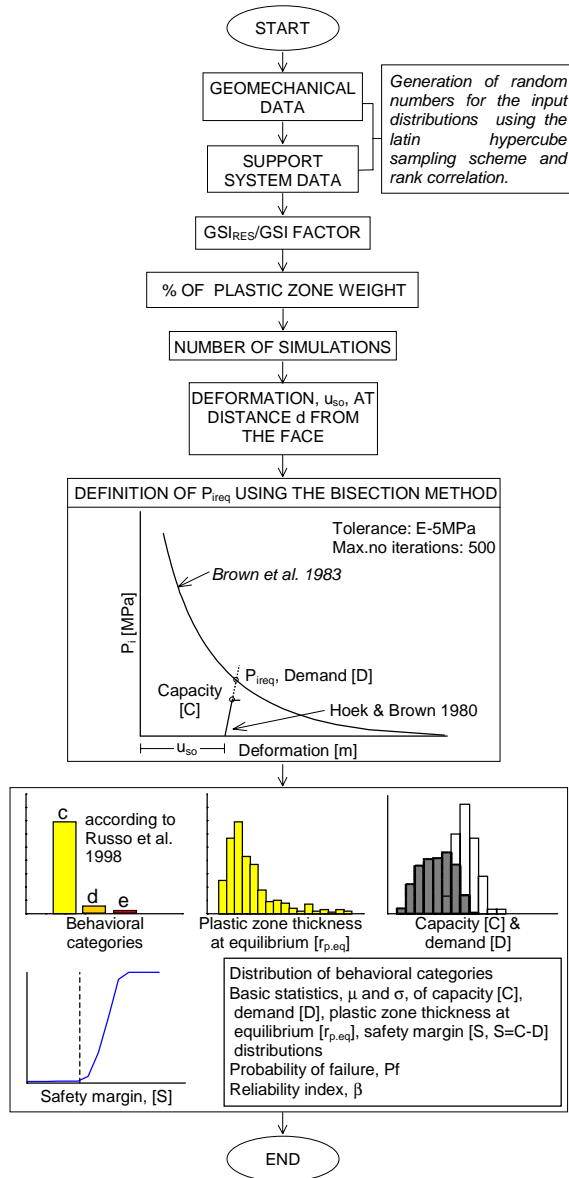 START
GEOMECHANICAL
DATA
Generation of random
numbers for the input
distributions using the
latin hypercube
sampling scheme and
rank correlation.
SUPPORT
SYSTEM DATA
GSIRES/GSI FACTOR
% OF PLASTIC ZONE WEIGHT
NUMBER OF SIMULATIONS
DEFORMATION, uso, AT
DISTANCE d FROM
THE FACE
DEFINITION OF Pireq USING THE BISECTION METHOD
Tolerance: E-5MPa
Max.no iterations: 500
Brown et al. 1983
Pi [MPa]
Pireq, Demand [D]
Capacity
[C]
Hoek & Brown 1980
uso
Deformation [m]
c
according to
Russo et al.
1998
d
e
Behavioral
categories
Plastic zone thickness
at equilibrium [rp.eq]
Capacity [C] &
demand [D]
Safety margin, [S]
Distribution of behavioral categories
Basic statistics, μ and σ, of capacity [C],
demand [D], plastic zone thickness at
equilibrium [rp.eq], safety margin [S, S=C-D]
distributions
Probability of failure, Pf
Reliability index, β
END